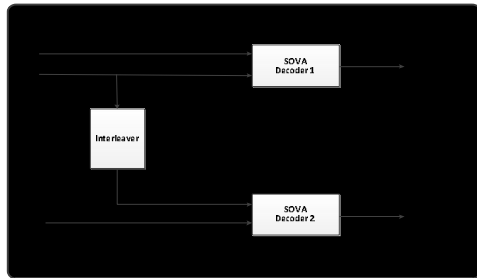 SOVA
Decoder 1
Interleaver
SOVA
Decoder 2